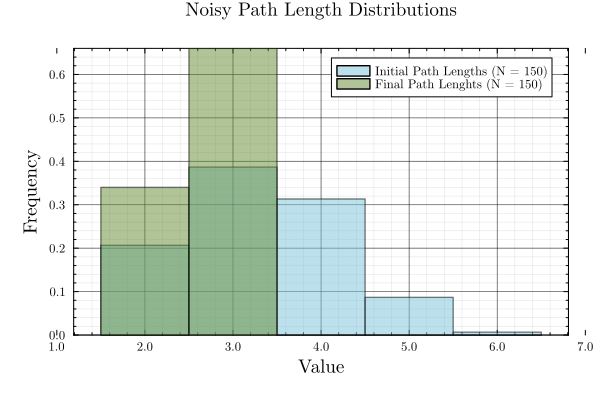 Noisy Path Length Distributions
Initial Path Lengths (N = 150)
Final Path Lenghts (N = 150)
Frequency
0.6
0.5
0.4
0.3
0.2
0.1
0.0
1.0 2.0 3.0 4.0 5.0 6.0 7.0
Value